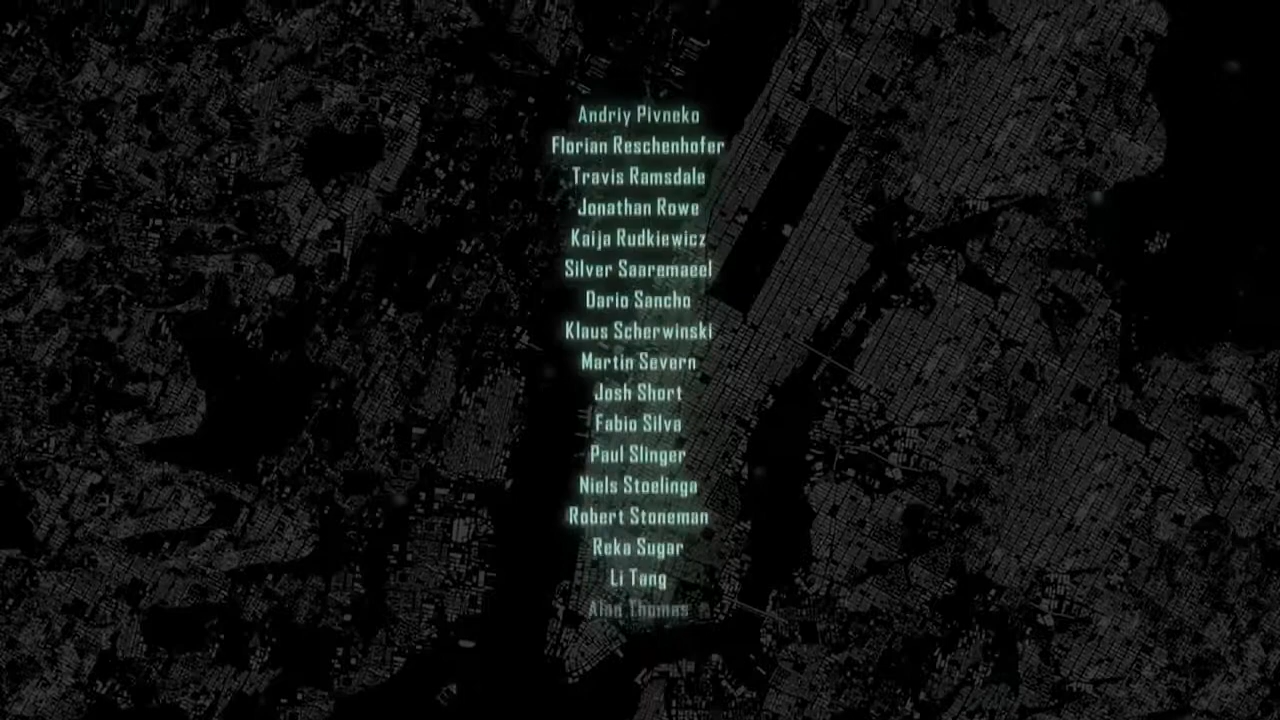 Andriy Pivneko
Florian Reschenhofer
Travis Ramsdale
Jonathan Rowe
Kaija Rudkiewicz
Silver Saaremaeel
Dario Sancho
Klaus Scherwinski
Martin Severn
Josh Short
Fabio Silva
Paul Slinger
Niels Stoelinga
Robert Stoneman
Reka Sugar
Li Tang
Alan Thomas